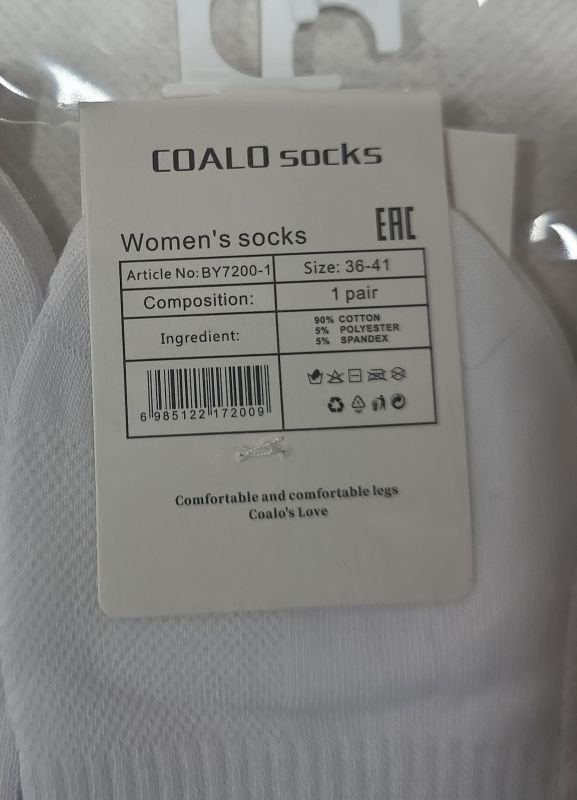 COALO socks
Women's socks
EAC
Article No: BY7200-1
Size: 36-41
Composition:
1 pair
Ingredient:
90% COTTON
5% POLYESTER
5% SPANDEX
6 985122 172009
Comfortable and comfortable legs
Coalo's Love